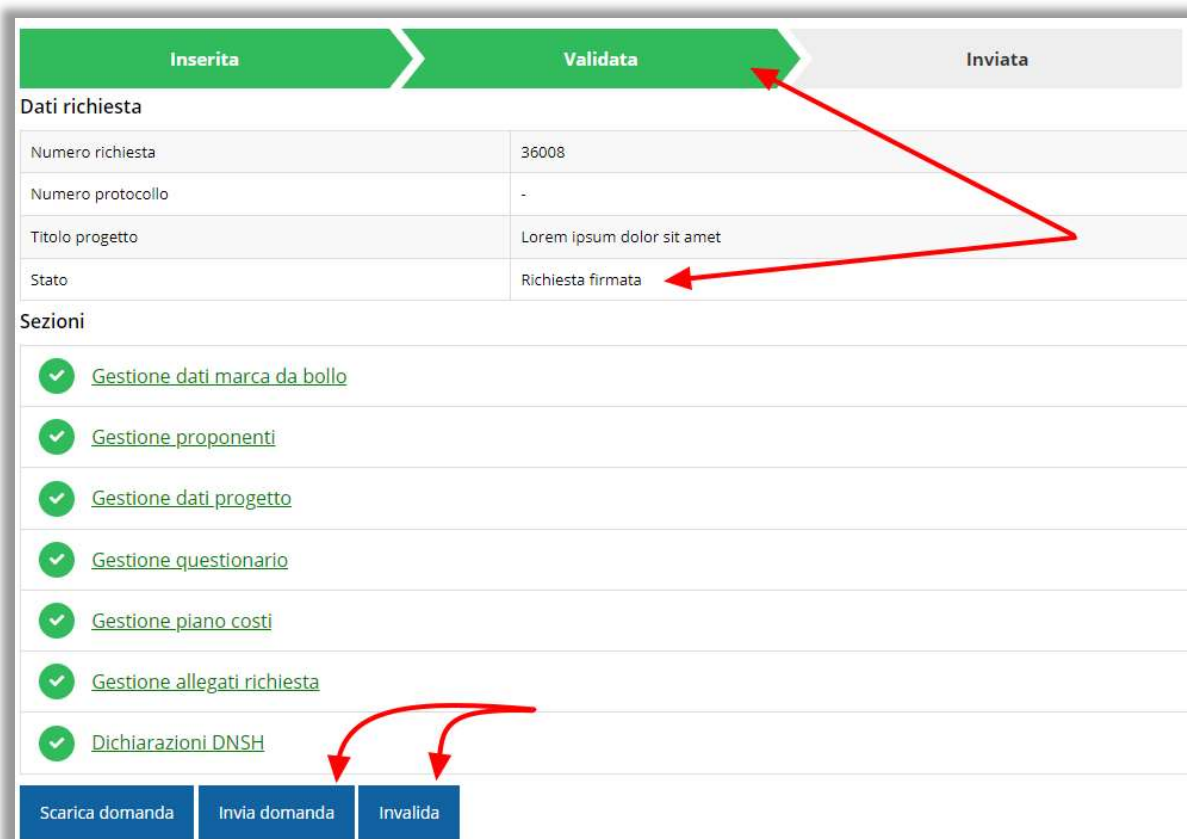 Inserita Validata Inviata
Dati richiesta
Numero richiesta 36008
Numero protocollo -
Titolo progetto Lorem ipsum dolor sit amet
Stato Richiesta firmata
Sezioni
Gestione dati marca da bollo
Gestione proponenti
Gestione dati progetto
Gestione questionario
Gestione piano costi
Gestione allegati richiesta
Dichiarazioni DNSH
Scarica domanda Invia domanda Invalida